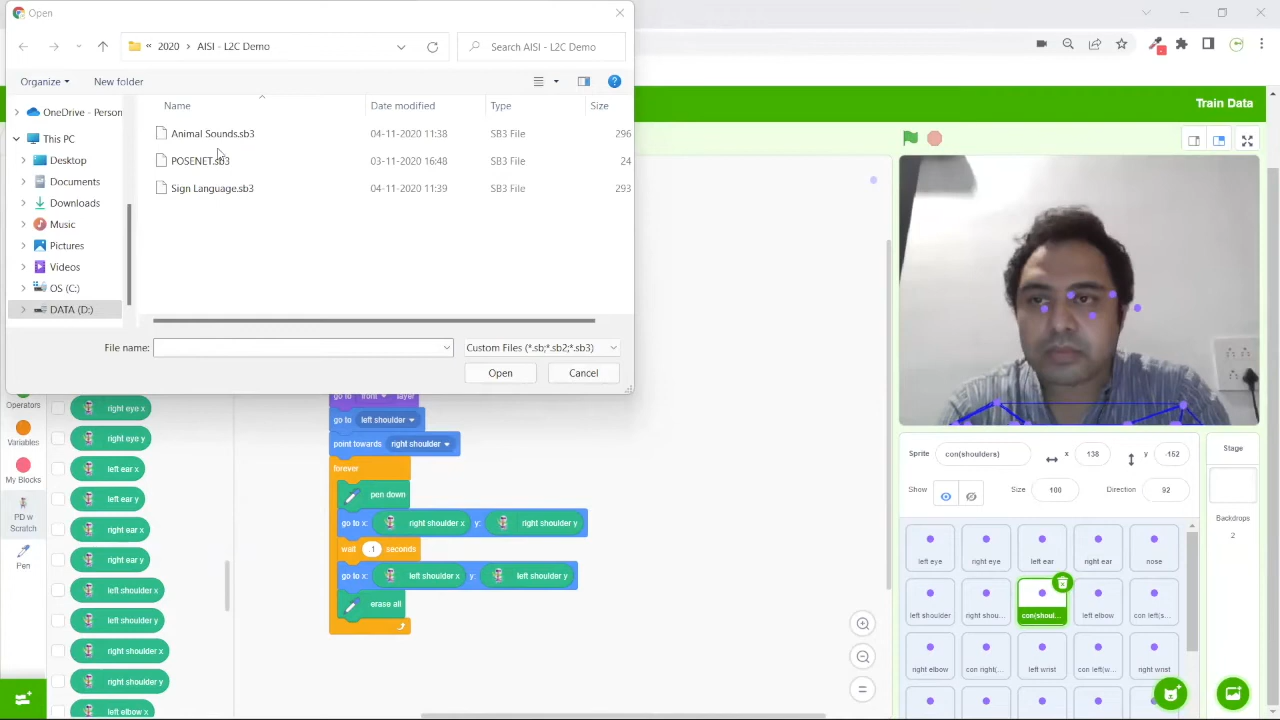 Open
2020
AISI - L2C Demo
Search AISI - L2C Demo
Organize
New folder
OneDrive - Person
This PC
Desktop
Documents
Downloads
Music
Pictures
Videos
OS (C:)
DATA (D:)
Name
Date modified
Type
Size
Animal Sounds.sb3
04-11-2020 11:38
SB3 File
296
POSENET.sb3
03-11-2020 16:48
SB3 File
24
Sign Language.sb3
04-11-2020 11:39
SB3 File
293
File name:
Custom Files (*.sb;*.sb2;*.sb3)
Open
Cancel
Train Data
Operators
Variables
My Blocks
PD w
Scratch
Pen
right eye x
right eye y
left ear x
left ear y
right ear x
right ear y
left shoulder x
left shoulder y
right shoulder x
right shoulder y
left elbow x
go to front layer
go to left shoulder
point towards right shoulder
forever
pen down
go to x: right shoulder x y: right shoulder y
wait .1 seconds
go to x: left shoulder x y: left shoulder y
erase all
Sprite
con(shoulders)
x
138
y
-152
Show
Size
100
Direction
92
Stage
Backdrops
2
left eye
right eye
left ear
right ear
nose
left shoulder
right shou...
con(shoul...
left elbow
con left(s...
right elbow
con right(...
left wrist
con left(w...
right wrist